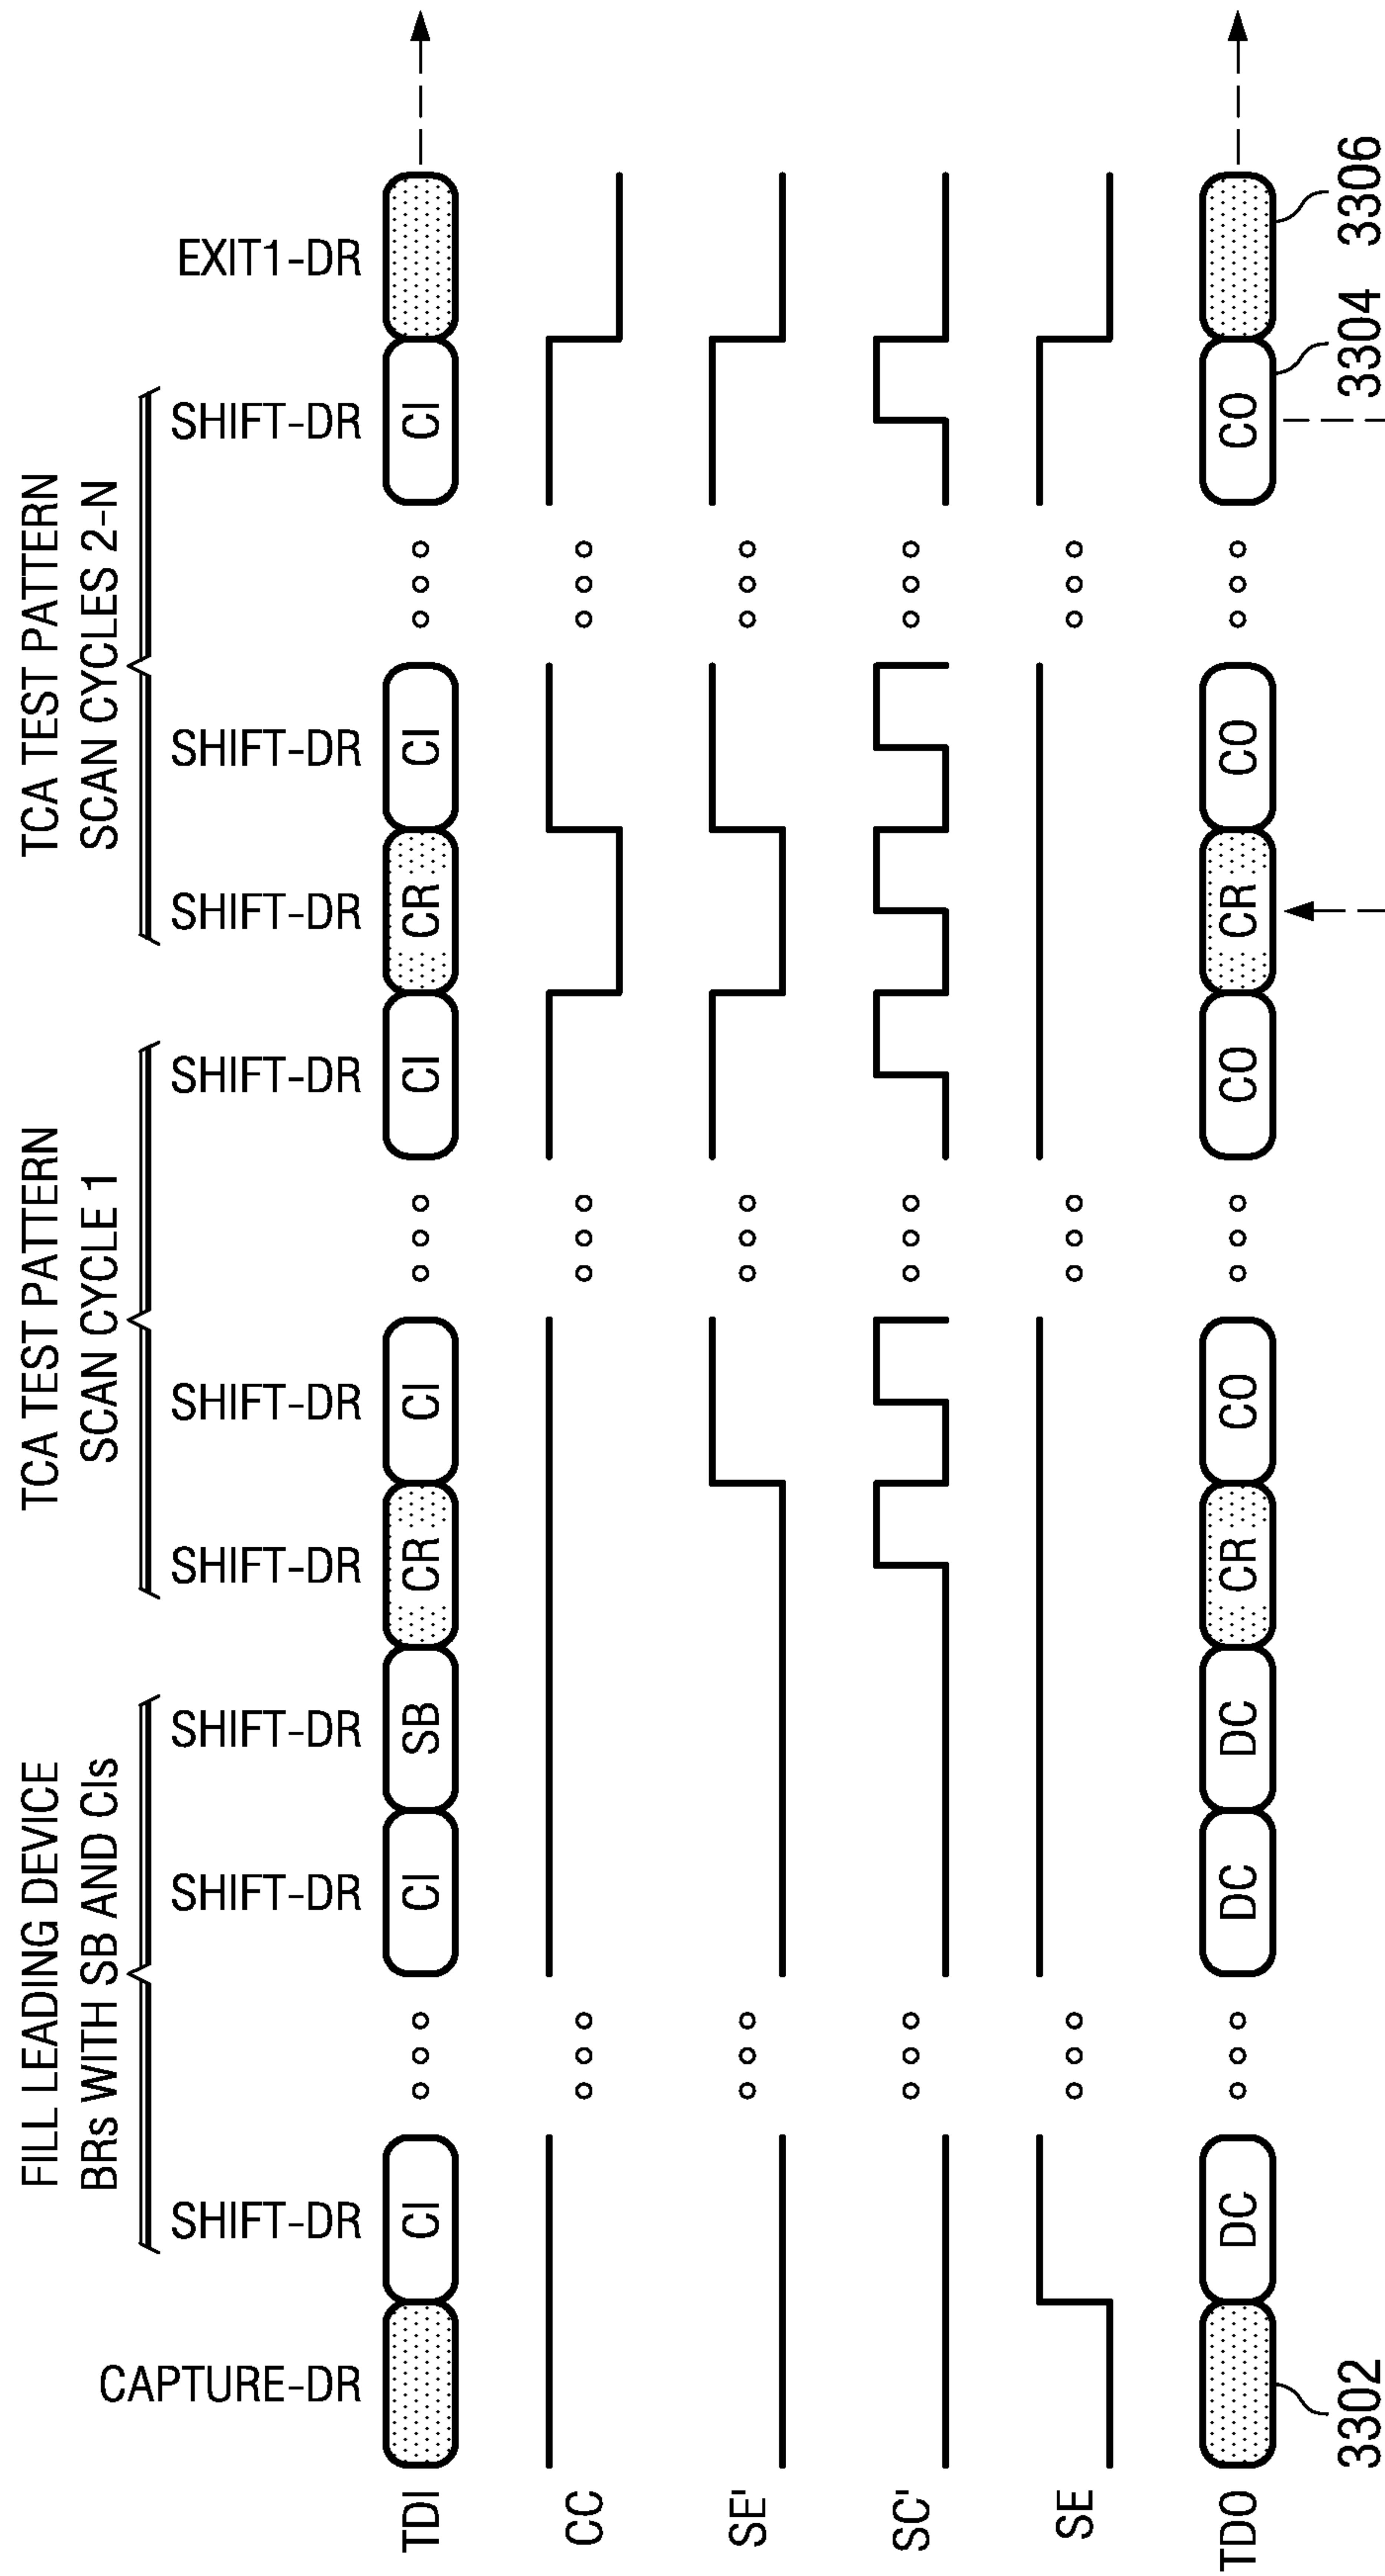 FILL LEADING DEVICE
BRs WITH SB AND CIs
TCA TEST PATTERN
SCAN CYCLE 1
TCA TEST PATTERN
SCAN CYCLES 2-N
CAPTURE-DR
SHIFT-DR
SHIFT-DR
SHIFT-DR
SHIFT-DR
SHIFT-DR
SHIFT-DR
SHIFT-DR
SHIFT-DR
SHIFT-DR
EXIT1-DR
TDI CI CI SB CR CI CI CR CI CI
CC
SE'
SC'
SE
TDO DC DC DC CR CO CO CR CO CO
3302
3304
3306